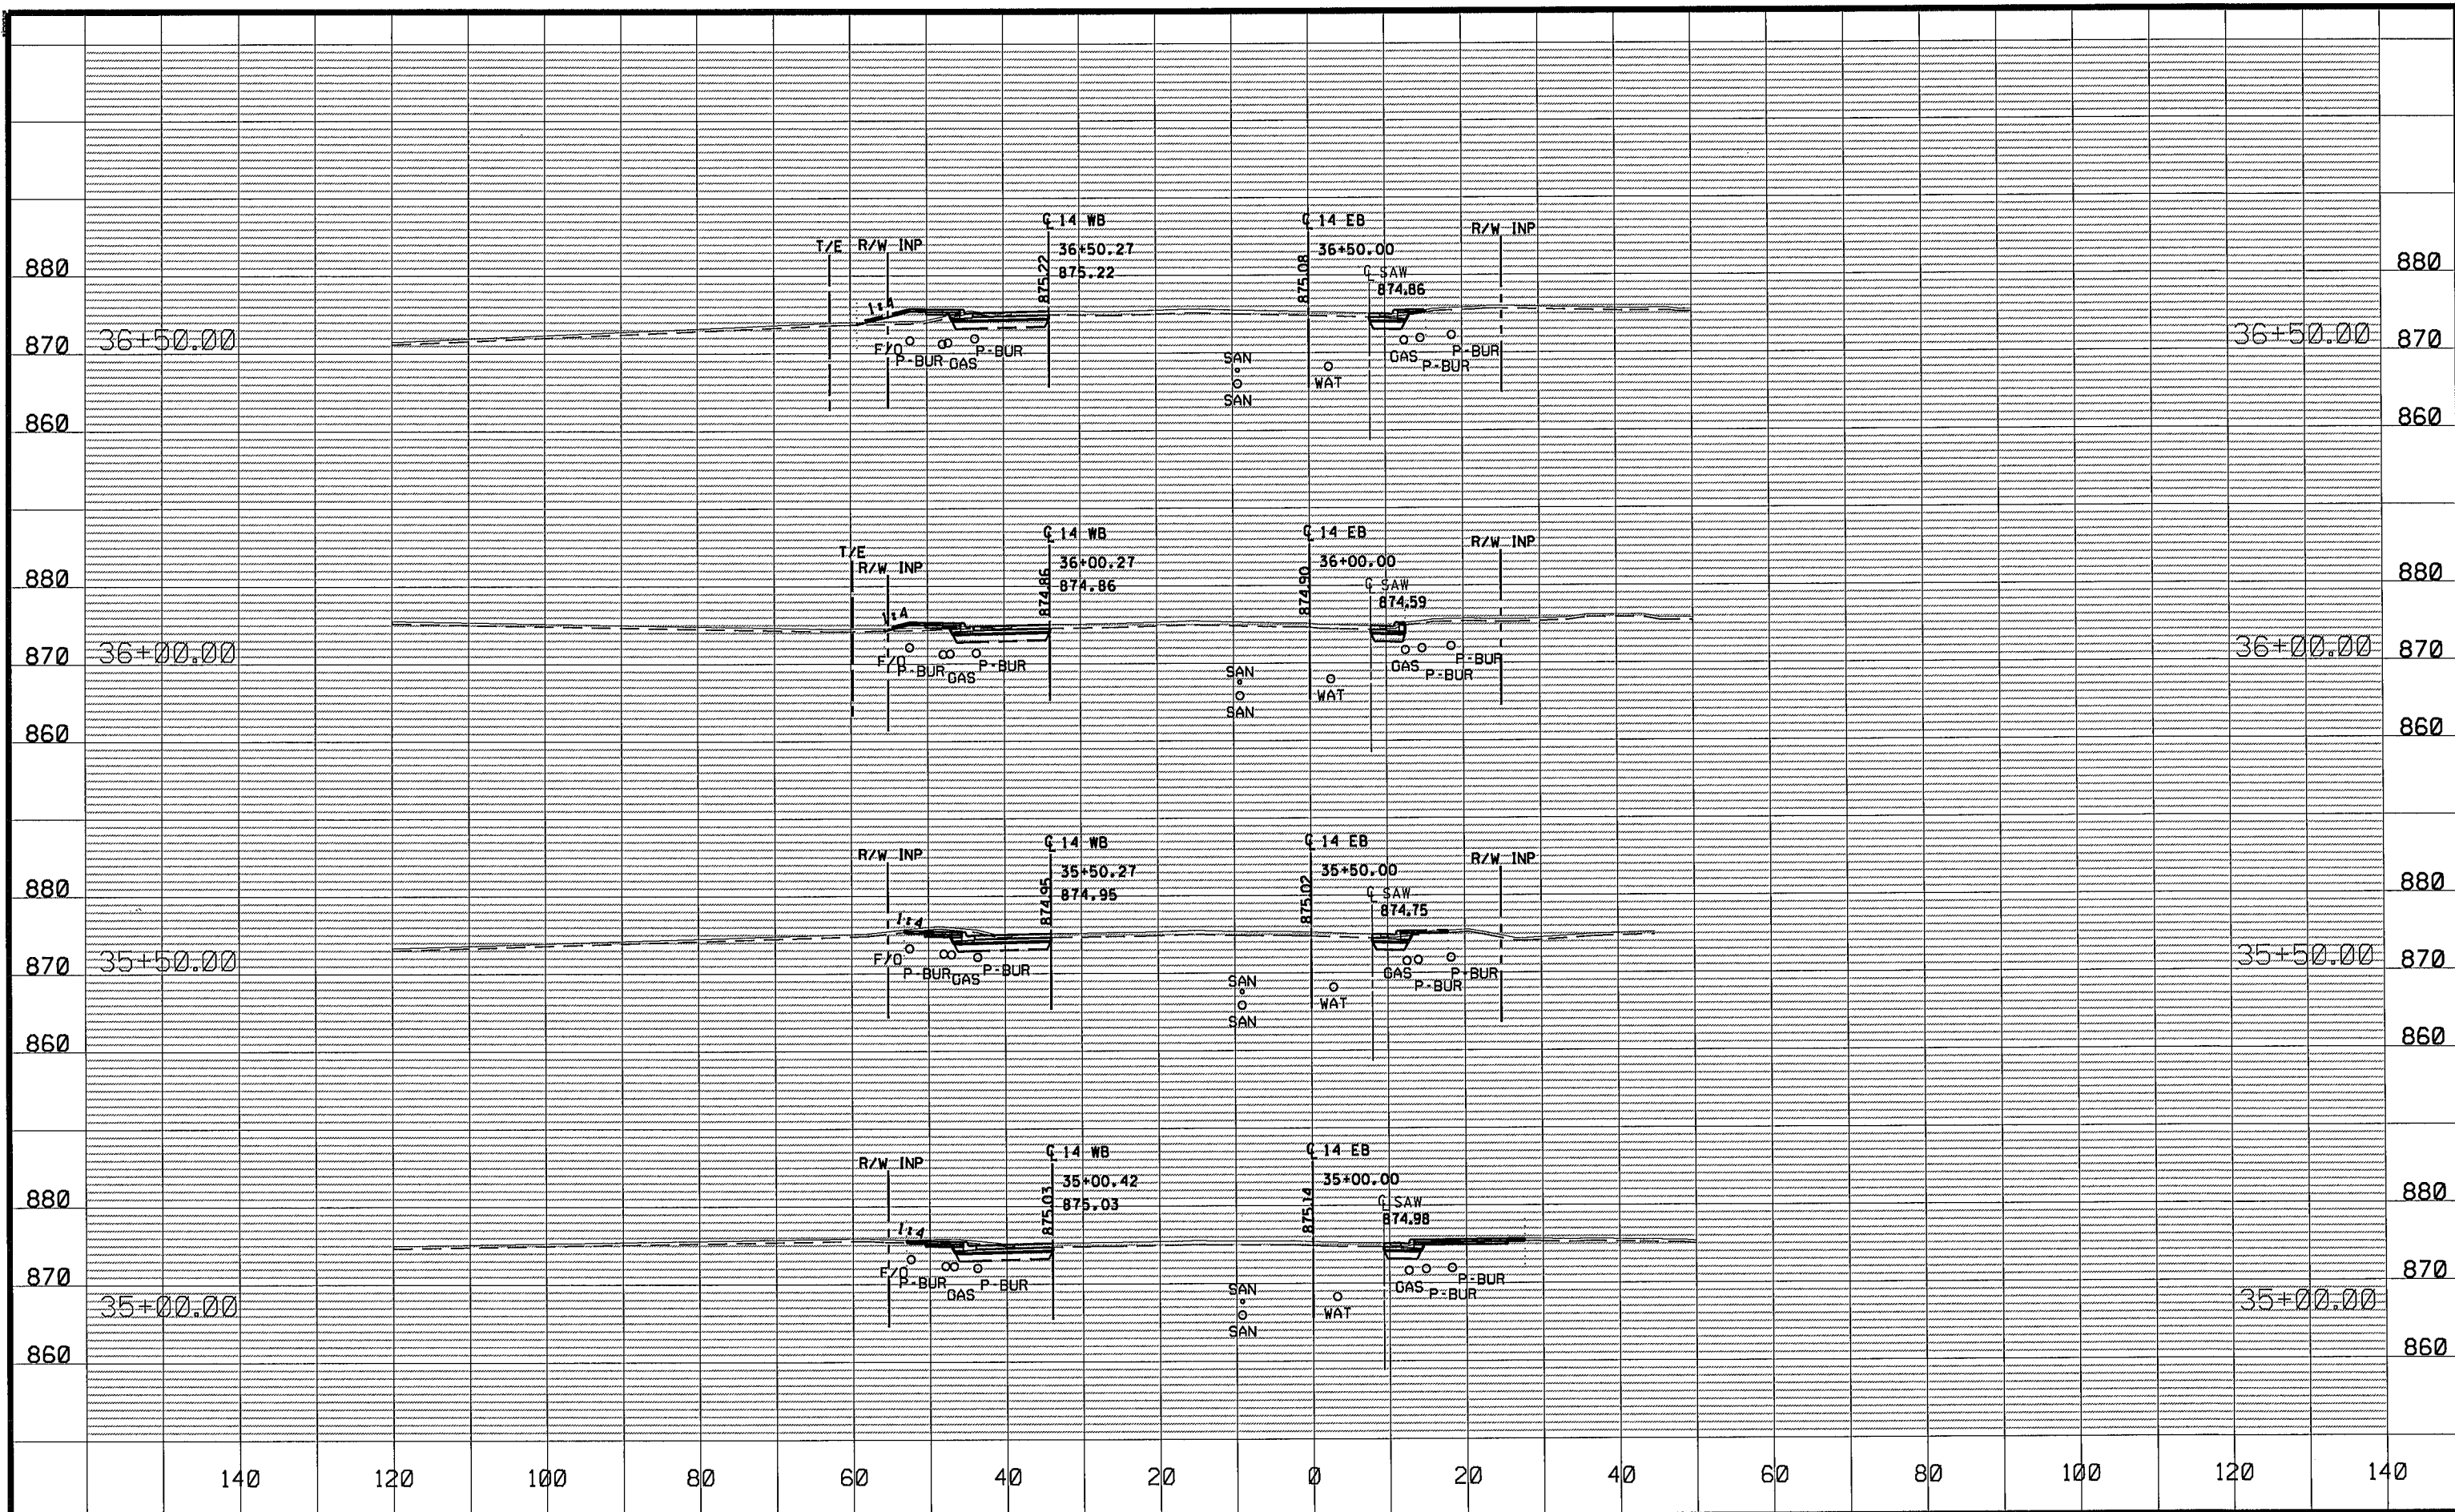 ℄ 14 WB
℄ 14 EB
T/E R/W INP
36+50.27
36+50.00
R/W INP
880
875.22
875.22
875.08
℄ SAW
874.86
880
1:4
870
36+50.00
F/O
P-BUR
GAS
P-BUR
SAN
SAN
WAT
GAS
P-BUR
P-BUR
36+50.00
870
860
860
℄ 14 WB
℄ 14 EB
T/E
R/W INP
36+00.27
36+00.00
R/W INP
880
874.86
874.86
874.90
℄ SAW
874.59
880
1:4
870
36+00.00
F/O
P-BUR
GAS
P-BUR
SAN
SAN
WAT
GAS
P-BUR
P-BUR
36+00.00
870
860
860
℄ 14 WB
℄ 14 EB
R/W INP
35+50.27
35+50.00
R/W INP
880
874.95
874.95
875.02
℄ SAW
874.75
880
1:4
870
35+50.00
F/O
P-BUR
GAS
P-BUR
SAN
SAN
WAT
GAS
P-BUR
P-BUR
35+50.00
870
860
860
℄ 14 WB
℄ 14 EB
R/W INP
35+00.42
35+00.00
880
875.03
875.03
875.14
℄ SAW
874.98
880
1:4
870
F/O
P-BUR
GAS
P-BUR
SAN
SAN
WAT
GAS
P-BUR
P-BUR
870
35+00.00
35+00.00
860
860
140 120 100 80 60 40 20 0 20 40 60 80 100 120 140